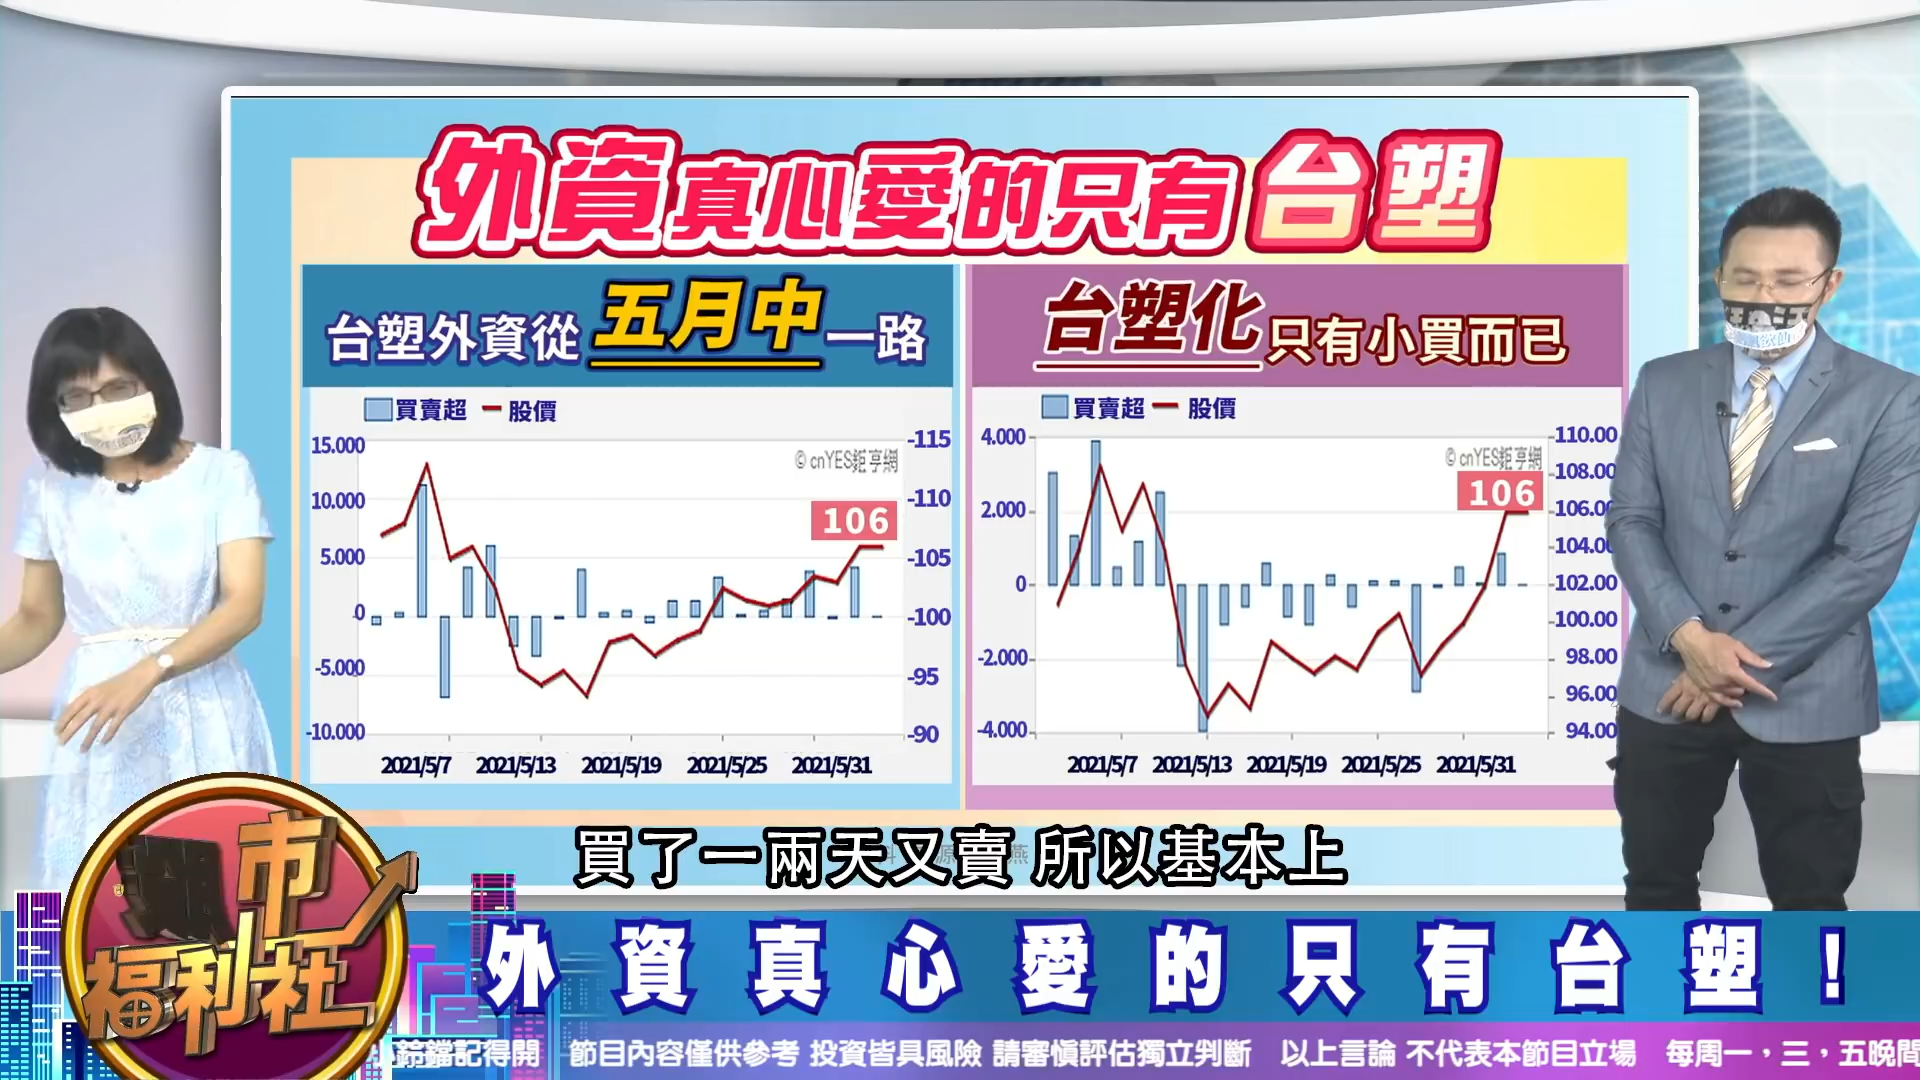 外資真心愛的只有台塑
台塑外資從五月中一路
台塑化只有小買而已
買賣超 股價
15.000
10.000
5.000
0
-5.000
-10.000
-115
-110
-105
-100
-95
-90
© cnYES鉅亨網
106
2021/5/7 2021/5/13 2021/5/19 2021/5/25 2021/5/31
買賣超 股價
4.000
2.000
0
-2.000
-4.000
110.00
108.00
106.00
104.00
102.00
100.00
98.00
96.00
94.00
© cnYES鉅亨網
106
2021/5/7 2021/5/13 2021/5/19 2021/5/25 2021/5/31
買了一兩天又賣 所以基本上
市
福利社
外資真心愛的只有台塑!
小鈴鐺記得開 節目內容僅供參考 投資皆具風險 請審慎評估獨立判斷 以上言論 不代表本節目立場 每周一,三,五晚間